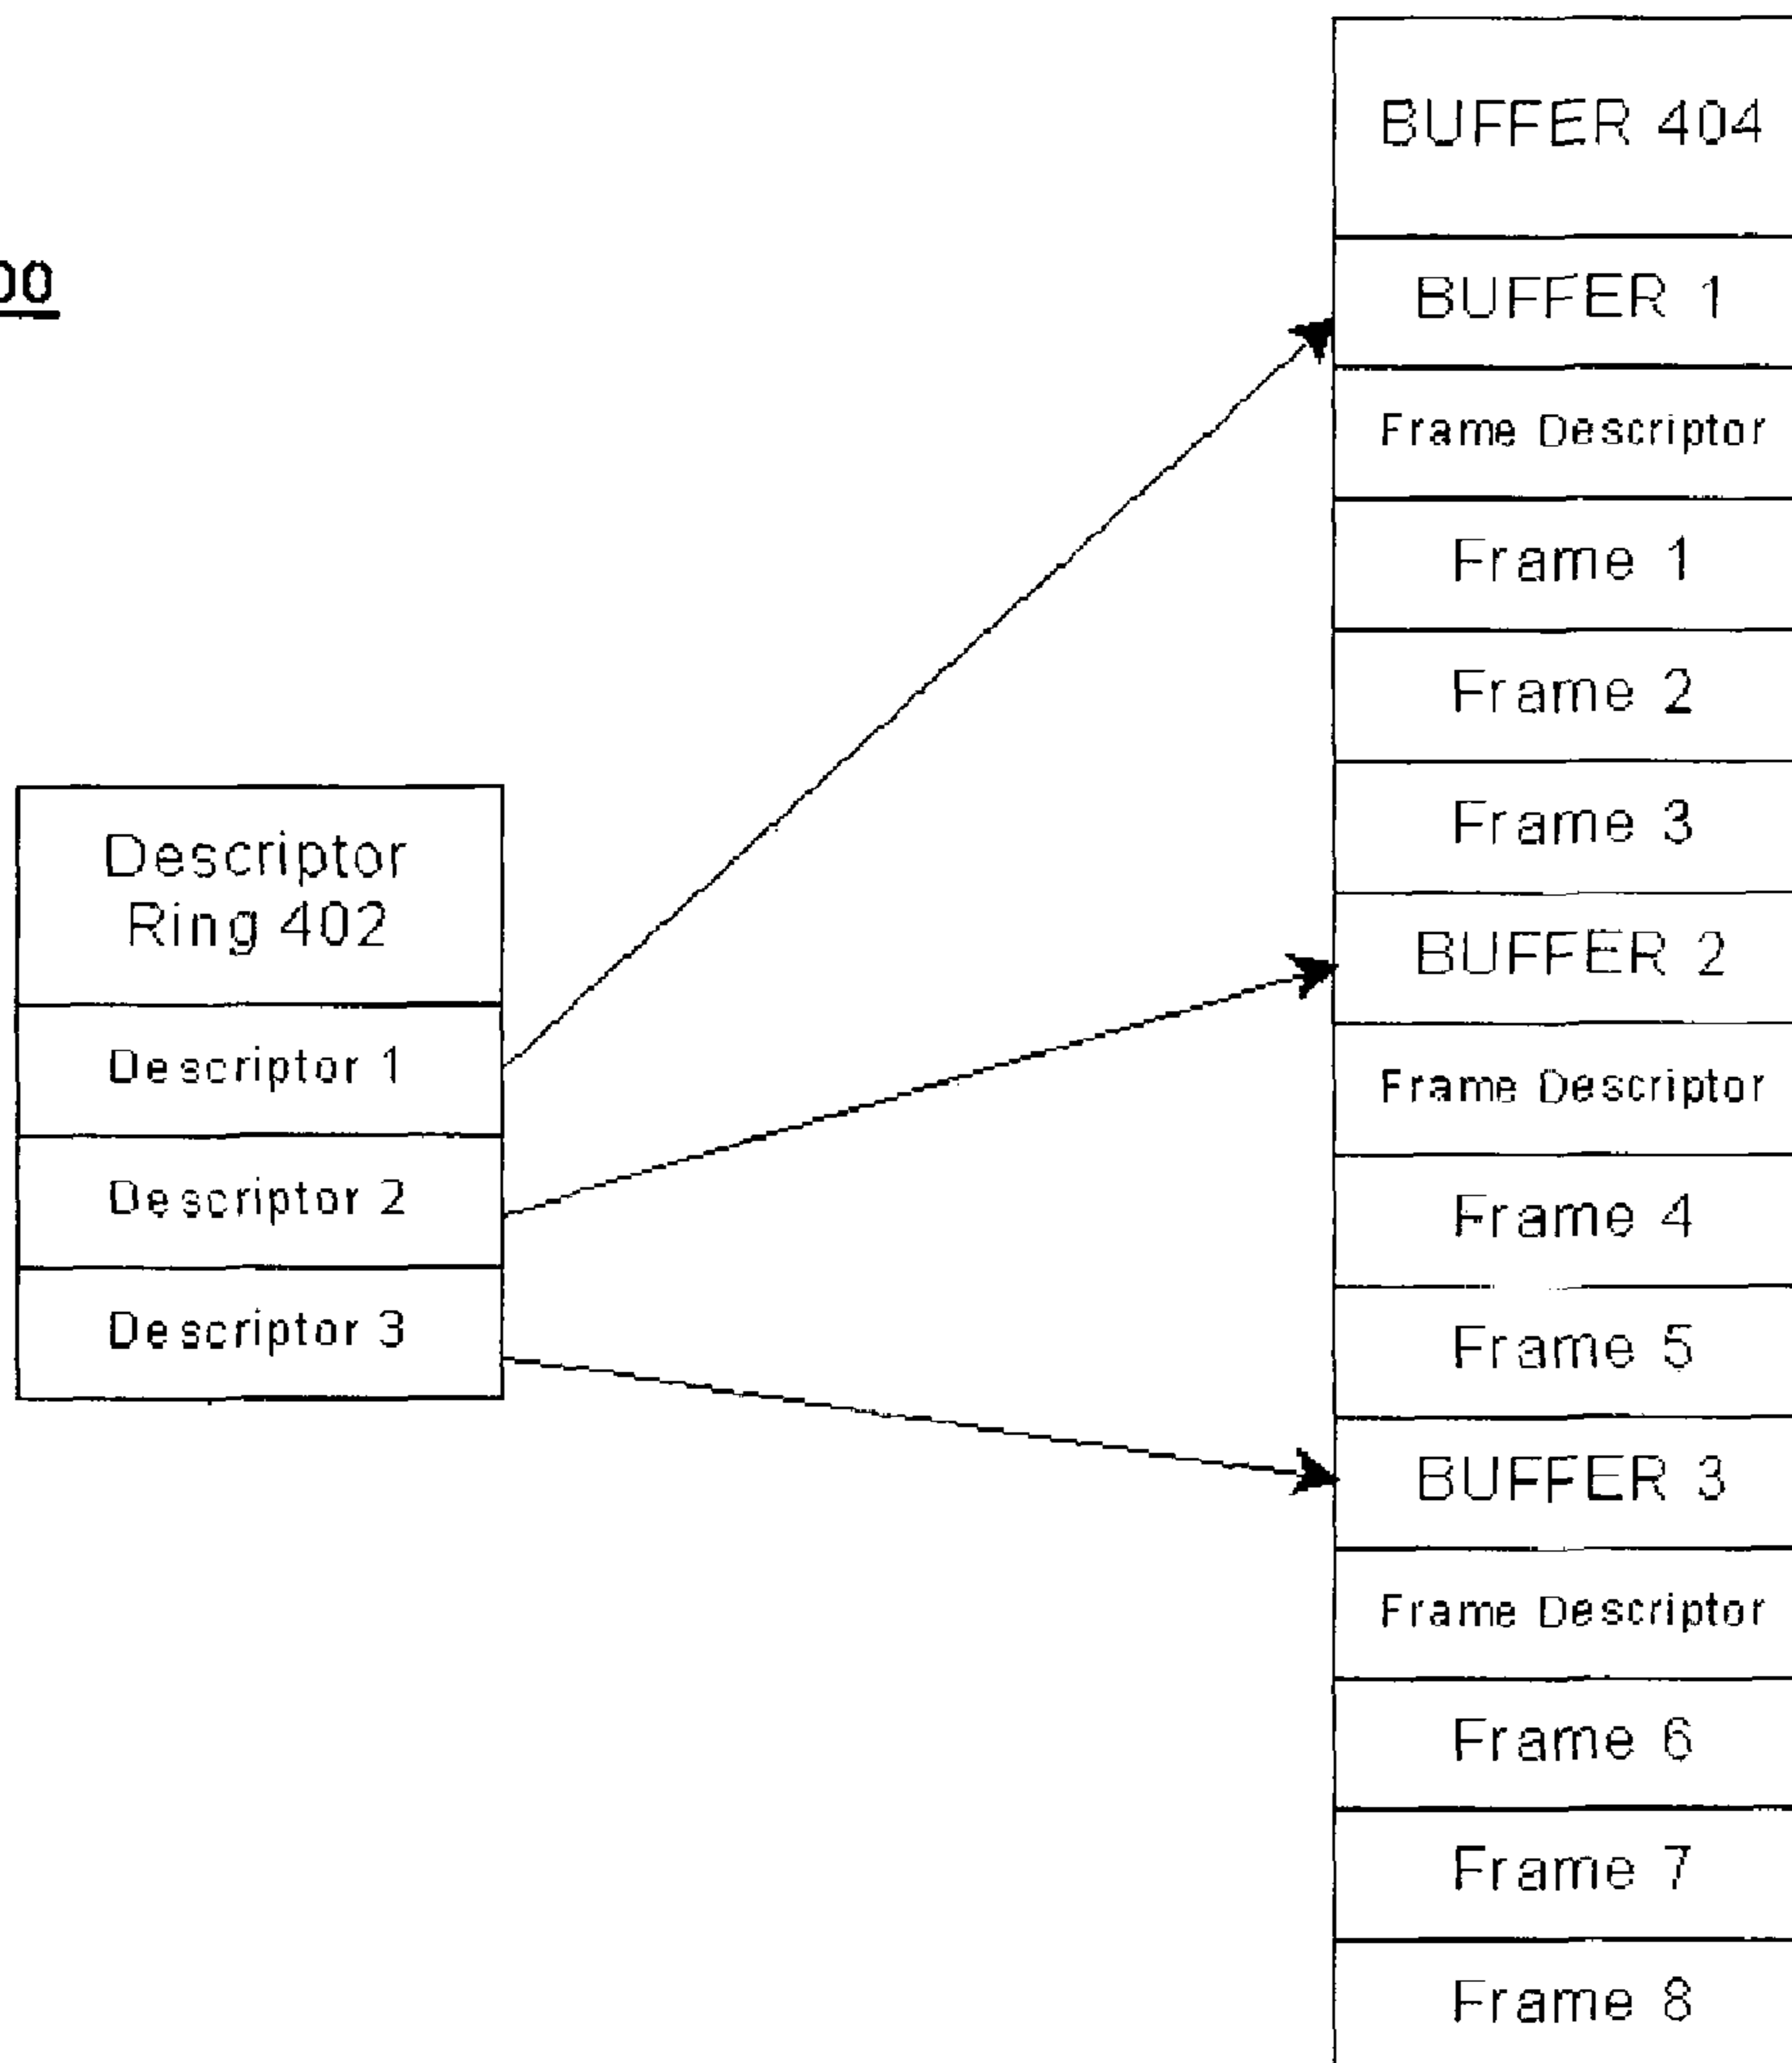 00
Descriptor
Ring 402
Descriptor 1
Descriptor 2
Descriptor 3
BUFFER 404
BUFFER 1
Frame Descriptor
Frame 1
Frame 2
Frame 3
BUFFER 2
Frame Descriptor
Frame 4
Frame 5
BUFFER 3
Frame Descriptor
Frame 6
Frame 7
Frame 8